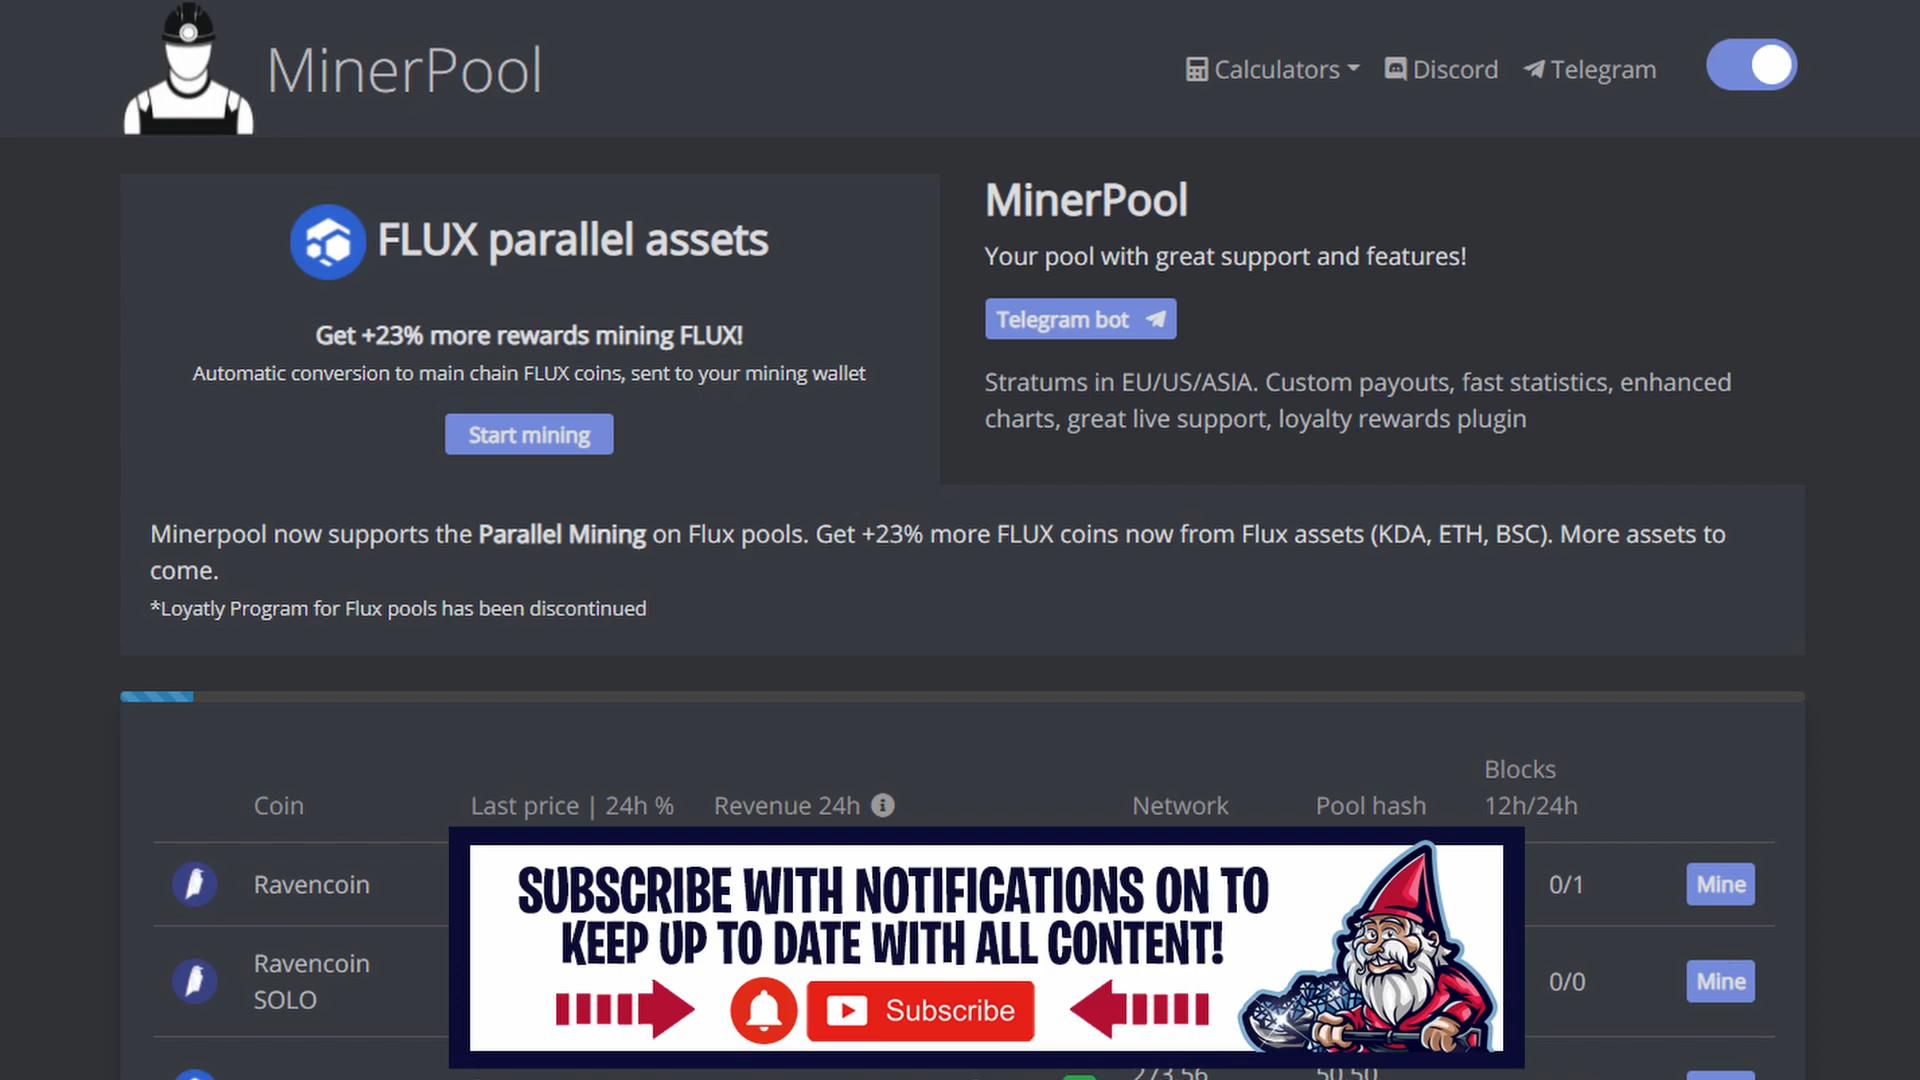 MinerPool
Calculators
Discord
Telegram
FLUX parallel assets
Get +23% more rewards mining FLUX!
Automatic conversion to main chain FLUX coins, sent to your mining wallet
Start mining
MinerPool
Your pool with great support and features!
Telegram bot
Stratums in EU/US/ASIA. Custom payouts, fast statistics, enhanced
charts, great live support, loyalty rewards plugin
Minerpool now supports the Parallel Mining on Flux pools. Get +23% more FLUX coins now from Flux assets (KDA, ETH, BSC). More assets to
come.
*Loyatly Program for Flux pools has been discontinued
Coin
Last price | 24h %
Revenue 24h
Network
Pool hash
Blocks
12h/24h
Ravencoin
0/1
Mine
Ravencoin
SOLO
0/0
Mine
SUBSCRIBE WITH NOTIFICATIONS ON TO
KEEP UP TO DATE WITH ALL CONTENT!
Subscribe